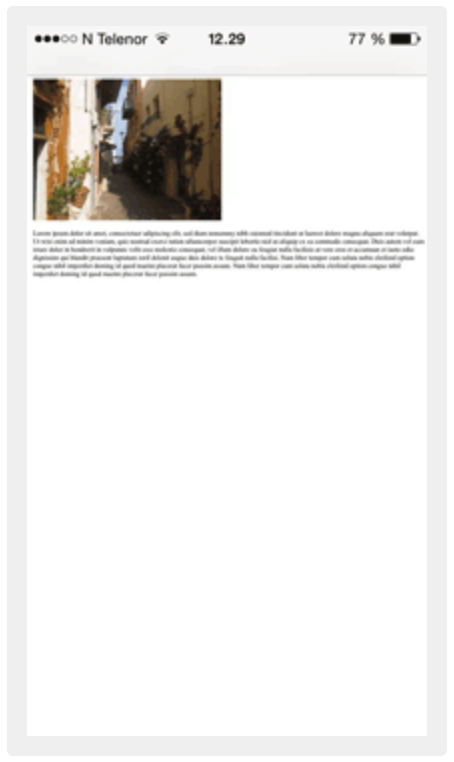 N Telenor 12.29 77 %
Lorem ipsum dolor sit amet, consectetuer adipiscing elit, sed diam nonummy nibh euismod tincidunt ut laoreet dolore magna aliquam erat volutpat.
Ut wisi enim ad minim veniam, quis nostrud exerci tation ullamcorper suscipit lobortis nisl ut aliquip ex ea commodo consequat. Duis autem vel eum
iriure dolor in hendrerit in vulputate velit esse molestie consequat, vel illum dolore eu feugiat nulla facilisis at vero eros et accumsan et iusto odio
dignissim qui blandit praesent luptatum zzril delenit augue duis dolore te feugait nulla facilisi. Nam liber tempor cum soluta nobis eleifend option
congue nihil imperdiet doming id quod mazim placerat facer possim assum. Nam liber tempor cum soluta nobis eleifend option congue nihil
imperdiet doming id quod mazim placerat facer possim assum.